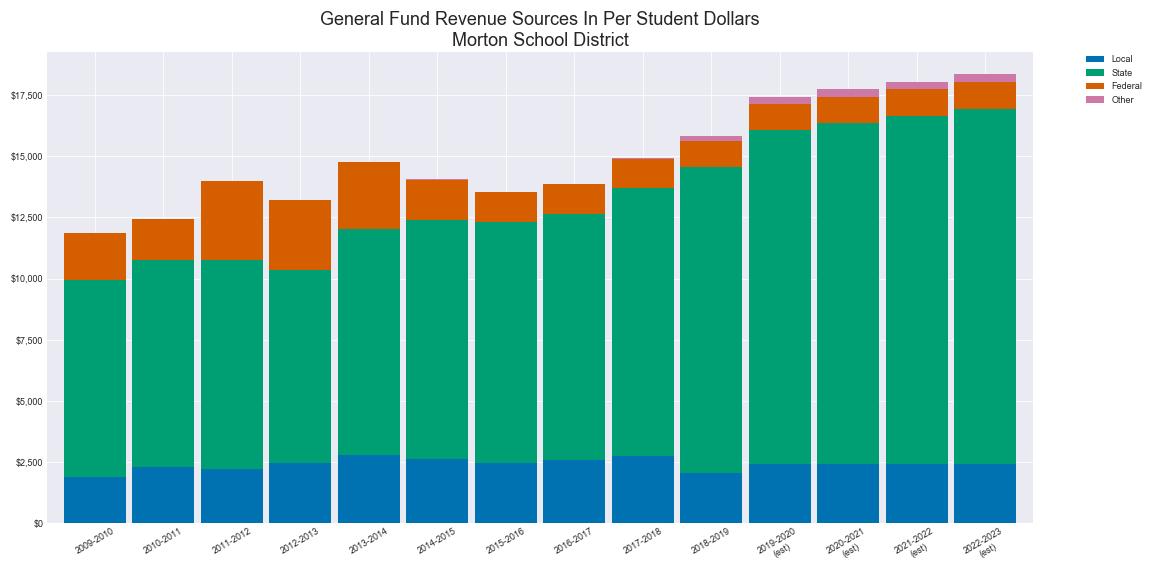 General Fund Revenue Sources In Per Student Dollars
Morton School District
Local
State
Federal
Other
$17,500
$15,000
$12,500
$10,000
$7,500
$5,000
$2,500
$0
2009-2010
2010-2011
2011-2012
2012-2013
2013-2014
2014-2015
2015-2016
2016-2017
2017-2018
2018-2019
2019-2020
(est)
2020-2021
(est)
2021-2022
(est)
2022-2023
(est)